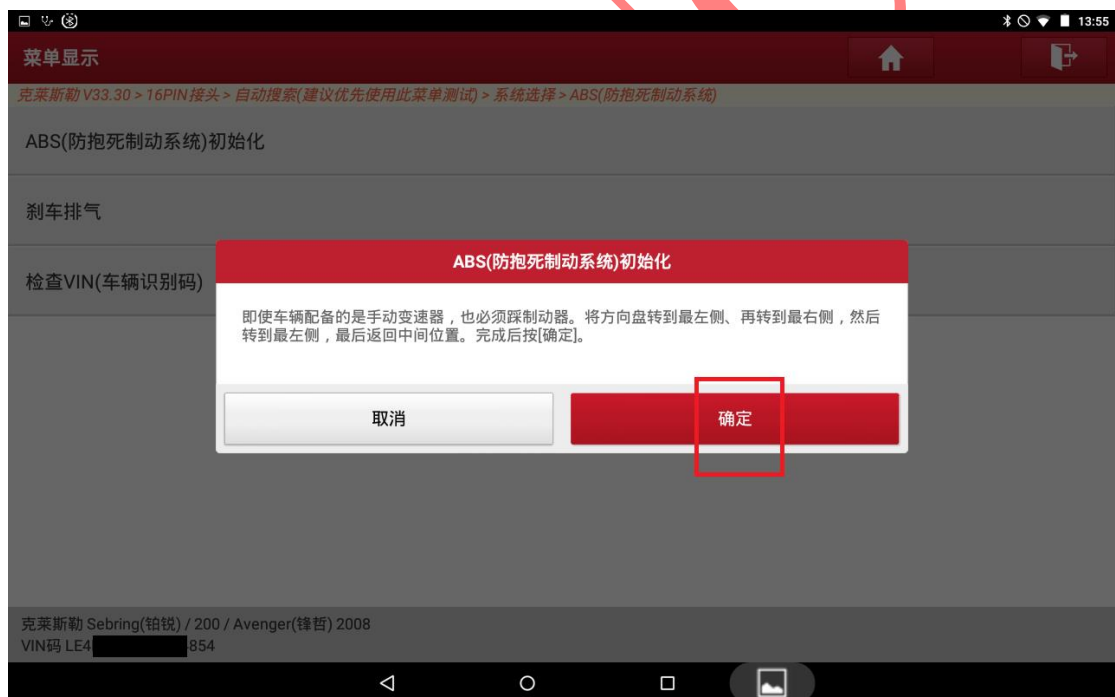 13:55
菜单显示
克莱斯勒 V33.30 > 16PIN接头 > 自动搜索(建议优先使用此菜单测试) > 系统选择 > ABS(防抱死制动系统)
ABS(防抱死制动系统)初始化
刹车排气
检查VIN(车辆识别码)
ABS(防抱死制动系统)初始化
即使车辆配备的是手动变速器，也必须踩制动器。将方向盘转到最左侧、再转到最右侧，然后
转到最左侧，最后返回中间位置。完成后按[确定]。
取消
确定
克莱斯勒 Sebring(铂锐) / 200 / Avenger(锋哲) 2008
VIN码 LE4 854